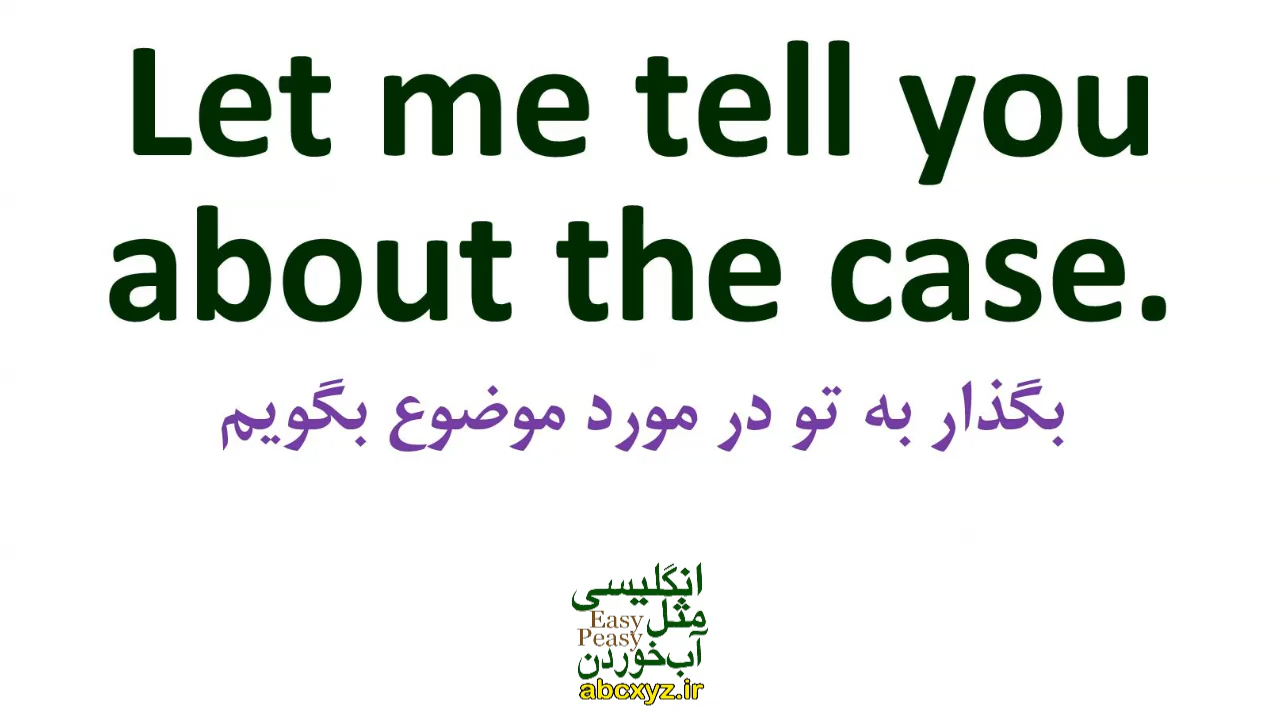 Let me tell you
about the case.
بگذار به تو در مورد موضوع بگویم
انگلیسی
مثل
Easy
Peasy
آب‌خوردن
abcxyz.ir